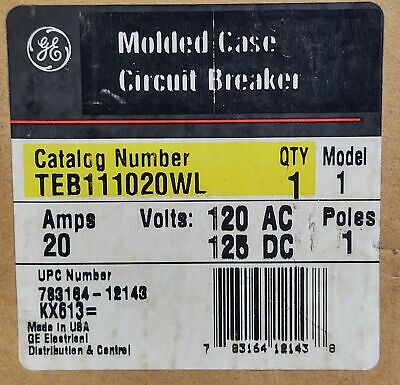 GE
Molded Case
Circuit Breaker
Catalog Number QTY Model
TEB111020WL 1 1
Amps Volts: 120 AC Poles
20 125 DC 1
UPC Number
783164-12143
KX613=
Made in USA
GE Electrical
Distribution & Control
7 83164 12143 8